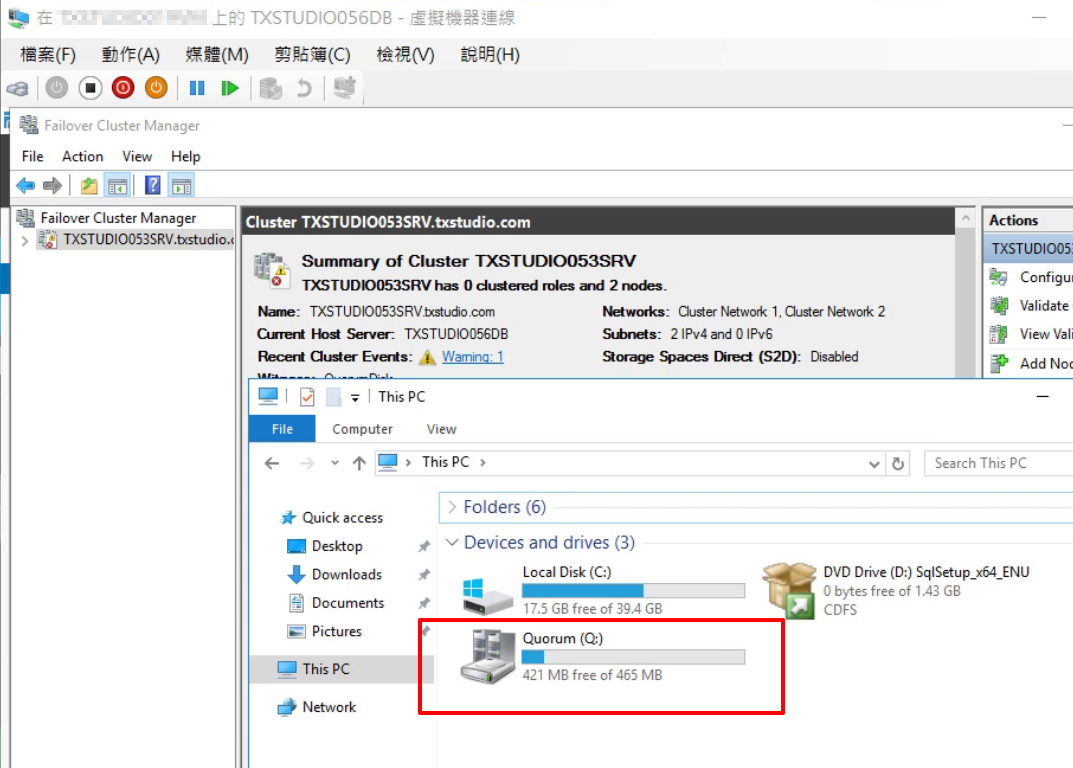 在 上的 TXSTUDIO056DB - 虛擬機器連線
檔案(F) 動作(A) 媒體(M) 剪貼簿(C) 檢視(V) 說明(H)
Failover Cluster Manager
File Action View Help
Failover Cluster Manager
TXSTUDIO053SRV.txstudio.c
Cluster TXSTUDIO053SRV.txstudio.com
Summary of Cluster TXSTUDIO053SRV
TXSTUDIO053SRV has 0 clustered roles and 2 nodes.
Name: TXSTUDIO053SRV.txstudio.com
Networks: Cluster Network 1, Cluster Network 2
Current Host Server: TXSTUDIO056DB
Subnets: 2 IPv4 and 0 IPv6
Recent Cluster Events: Warning: 1
Storage Spaces Direct (S2D): Disabled
Witness: QuorumDisk
Actions
TXSTUDIO053
Configur
Validate
View Vali
Add Noc
This PC
File Computer View
This PC
Search This PC
Quick access
Desktop
Downloads
Documents
Pictures
This PC
Network
Folders (6)
Devices and drives (3)
Local Disk (C:)
17.5 GB free of 39.4 GB
DVD Drive (D:) SqlSetup_x64_ENU
0 bytes free of 1.43 GB
CDFS
Quorum (Q:)
421 MB free of 465 MB